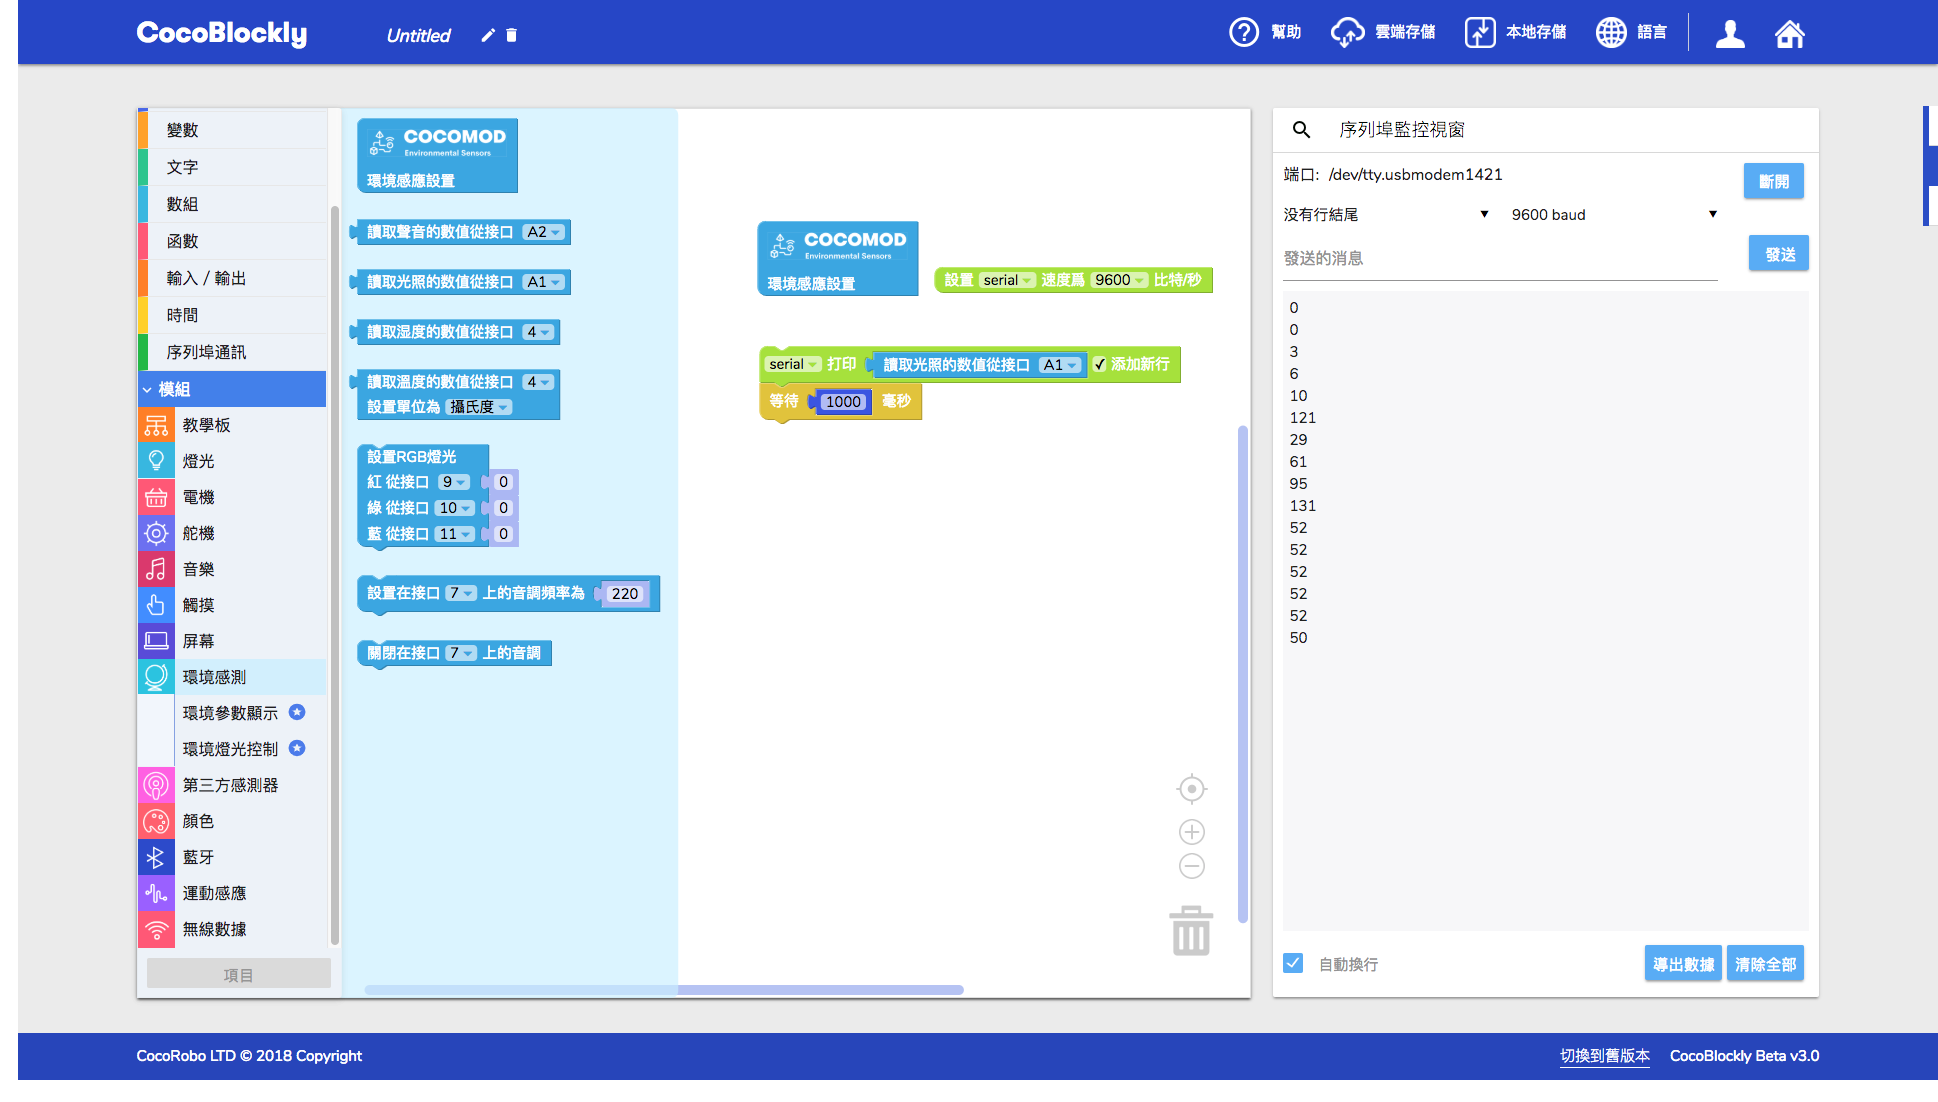 CocoBlockly
Untitled
幫助
雲端存儲
本地存儲
語言
變數
文字
數組
函數
輸入 / 輸出
時間
序列埠通訊
模組
教學板
燈光
電機
舵機
音樂
觸摸
屏幕
環境感測
環境參數顯示
環境燈光控制
第三方感測器
顏色
藍牙
運動感應
無線數據
項目
COCOMOD
Environmental Sensors
環境感應設置
讀取聲音的數值從接口 A2
讀取光照的數值從接口 A1
讀取湿度的數值從接口 4
讀取溫度的數值從接口 4
設置單位為 攝氏度
設置RGB燈光
紅 從接口 9 0
綠 從接口 10 0
藍 從接口 11 0
設置在接口 7 上的音調頻率為 220
關閉在接口 7 上的音調
COCOMOD
Environmental Sensors
環境感應設置
設置 serial 速度爲 9600 比特/秒
serial 打印 讀取光照的數值從接口 A1 添加新行
等待 1000 毫秒
序列埠監控視窗
端口: /dev/tty.usbmodem1421
斷開
没有行結尾
9600 baud
發送的消息
發送
0
0
3
6
10
121
29
61
95
131
52
52
52
52
52
50
自動換行
導出數據
清除全部
CocoRobo LTD © 2018 Copyright
切換到舊版本
CocoBlockly Beta v3.0